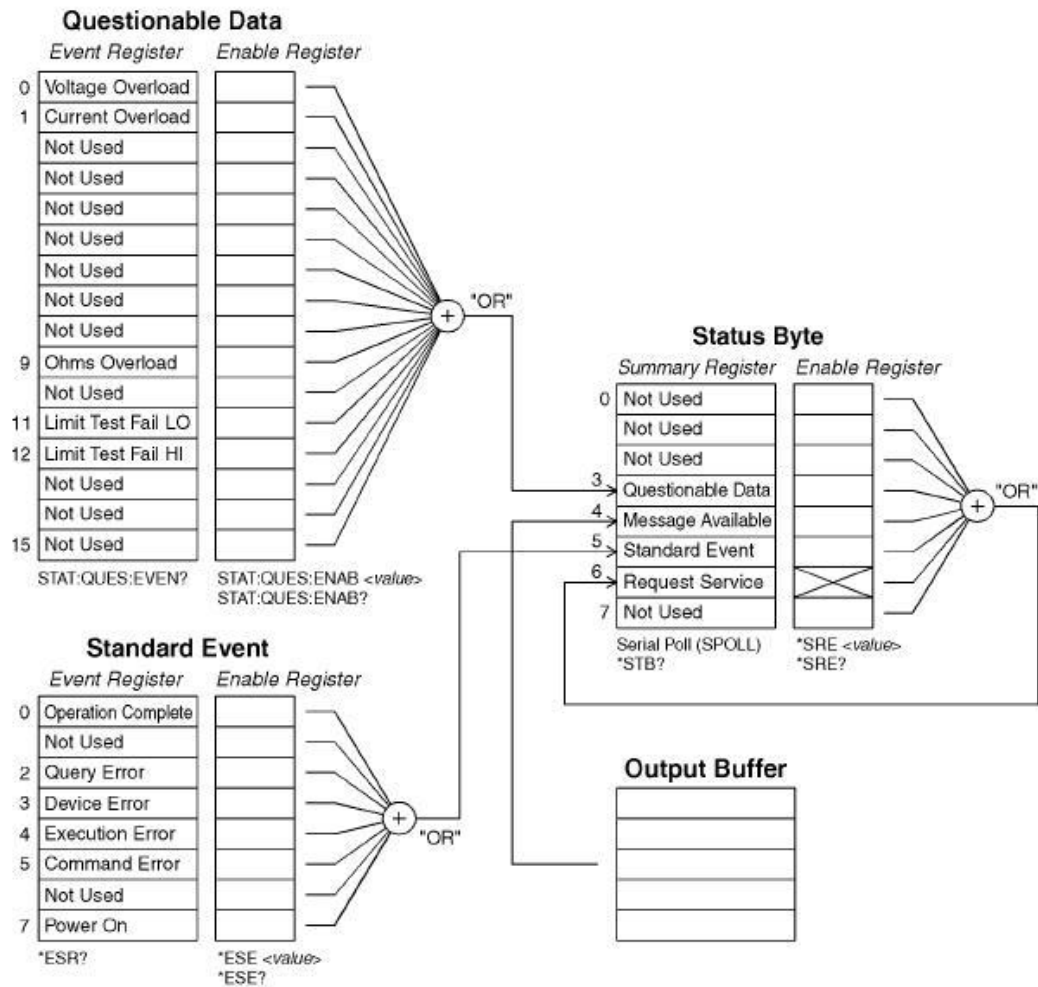 Questionable Data
Event Register Enable Register
0 Voltage Overload
1 Current Overload
Not Used
Not Used
Not Used
Not Used
Not Used
Not Used
Not Used
9 Ohms Overload
Not Used
11 Limit Test Fail LO
12 Limit Test Fail HI
Not Used
Not Used
15 Not Used
+
"OR"
STAT:QUES:EVEN? STAT:QUES:ENAB <value>
STAT:QUES:ENAB?
Standard Event
Event Register Enable Register
0 Operation Complete
Not Used
2 Query Error
3 Device Error
4 Execution Error
5 Command Error
Not Used
7 Power On
+
"OR"
*ESR? *ESE <value>
*ESE?
Status Byte
Summary Register Enable Register
0 Not Used
Not Used
Not Used
3 Questionable Data
4 Message Available
5 Standard Event
6 Request Service
7 Not Used
+
"OR"
Serial Poll (SPOLL) *SRE <value>
*STB? *SRE?
Output Buffer